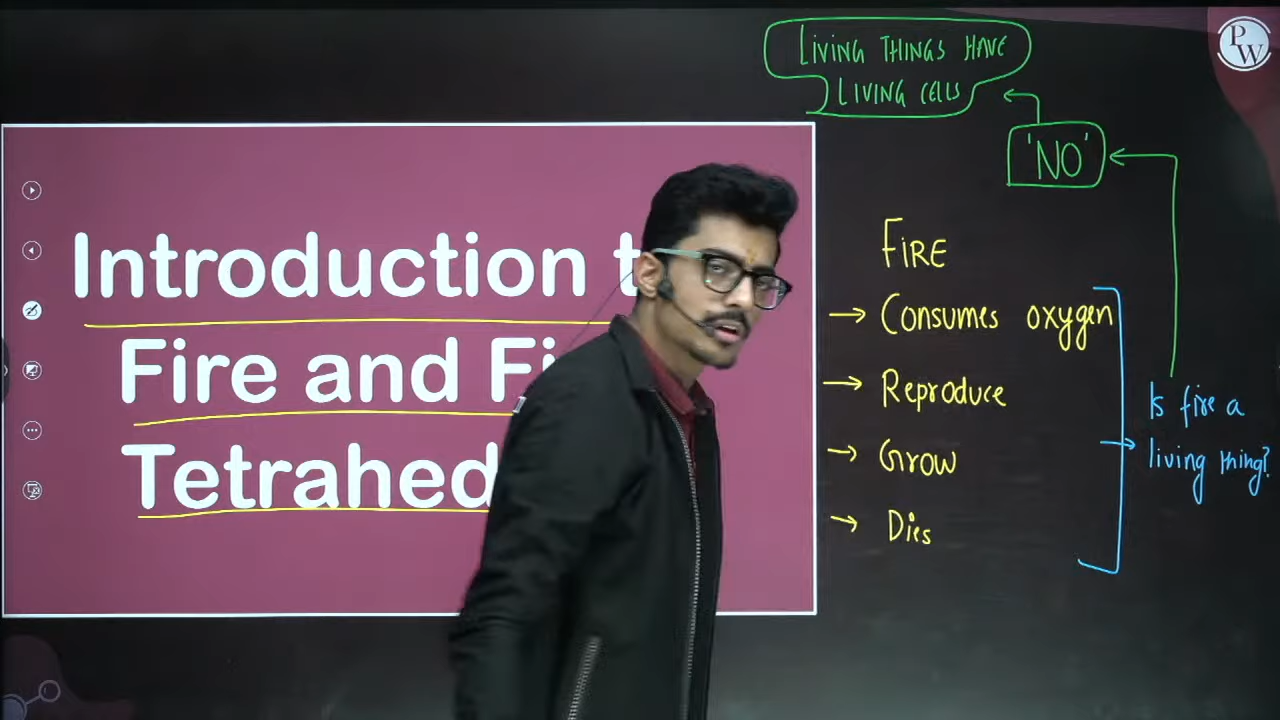 LIVING THINGS HAVE
LIVING CELLS
'NO'
PW
Introduction t
Fire and Fi
Tetrahed
FIRE
→ Consumes oxygen
→ Reproduce
→ Grow
→ Dies
Is fire a
living thing?